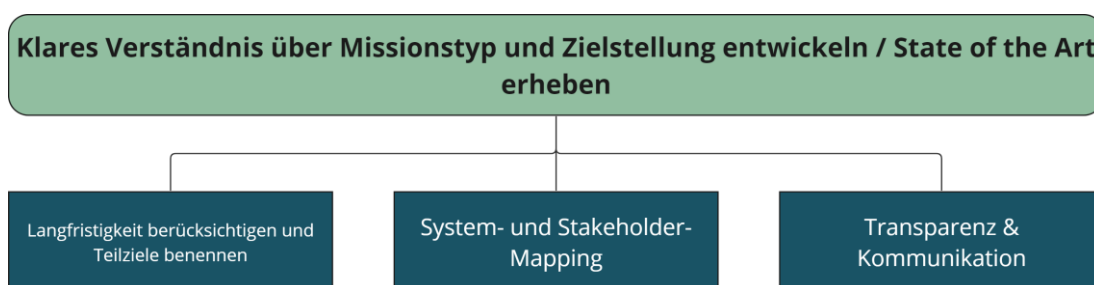 Klares Verständnis über Missionstyp und Zielstellung entwickeln / State of the Art
erheben
Langfristigkeit berücksichtigen und
Teilziele benennen
System- und Stakeholder-
Mapping
Transparenz &
Kommunikation